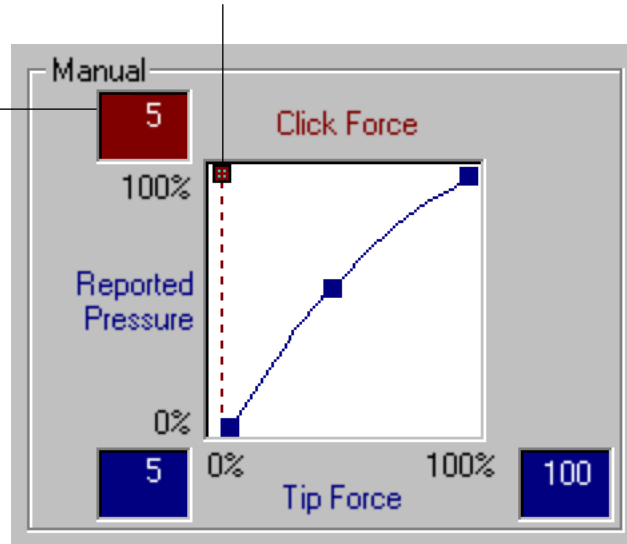 Manual
5
Click Force
100%
Reported
Pressure
0%
5
0%
100%
100
Tip Force